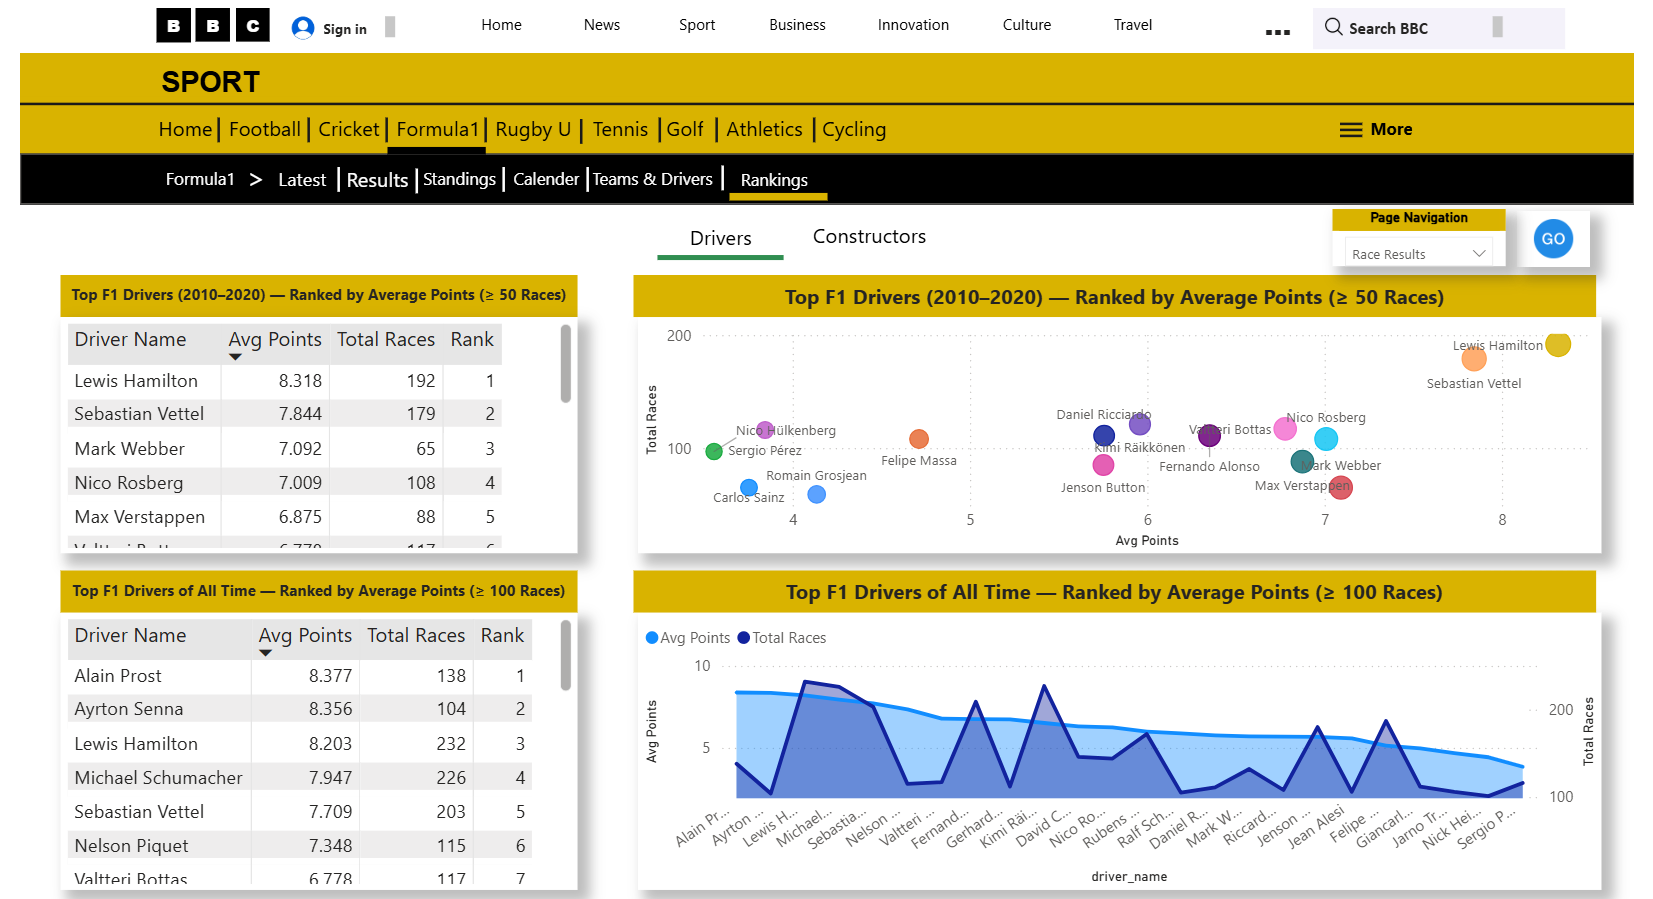 B B C Sign in Home News Sport Business Innovation Culture Travel ... Search BBC
SPORT
Home Football Cricket Formula1 Rugby U Tennis Golf Athletics Cycling More
Formula1 > Latest Results Standings Calender Teams & Drivers Rankings
Drivers Constructors
Page Navigation
Race Results
GO
Top F1 Drivers (2010–2020) — Ranked by Average Points (≥ 50 Races)
Driver Name Avg Points Total Races Rank
Lewis Hamilton 8.318 192 1
Sebastian Vettel 7.844 179 2
Mark Webber 7.092 65 3
Nico Rosberg 7.009 108 4
Max Verstappen 6.875 88 5
Top F1 Drivers (2010–2020) — Ranked by Average Points (≥ 50 Races)
Total Races
200
100
Lewis Hamilton
Sebastian Vettel
Daniel Ricciardo
Nico Rosberg
Nico Hülkenberg
Valtteri Bottas
Kimi Räikkönen
Sergio Pérez
Felipe Massa
Fernando Alonso
Mark Webber
Romain Grosjean
Max Verstappen
Jenson Button
Carlos Sainz
4 5 6 7 8
Avg Points
Top F1 Drivers of All Time — Ranked by Average Points (≥ 100 Races)
Driver Name Avg Points Total Races Rank
Alain Prost 8.377 138 1
Ayrton Senna 8.356 104 2
Lewis Hamilton 8.203 232 3
Michael Schumacher 7.947 226 4
Sebastian Vettel 7.709 203 5
Nelson Piquet 7.348 115 6
Valtteri Bottas 6.778 117 7
Top F1 Drivers of All Time — Ranked by Average Points (≥ 100 Races)
Avg Points Total Races
Avg Points
10
5
Total Races
200
100
Alain Pr... Ayrton ... Lewis H... Michael... Sebastia... Nelson ... Valtteri ... Fernand... Gerhard... Kimi Räi... David C... Nico Ro... Rubens ... Ralf Sch... Daniel R... Mark W... Riccard... Jenson ... Jean Alesi Felipe ... Giancarl... Jarno Tr... Nick Hei... Sergio P...
driver_name